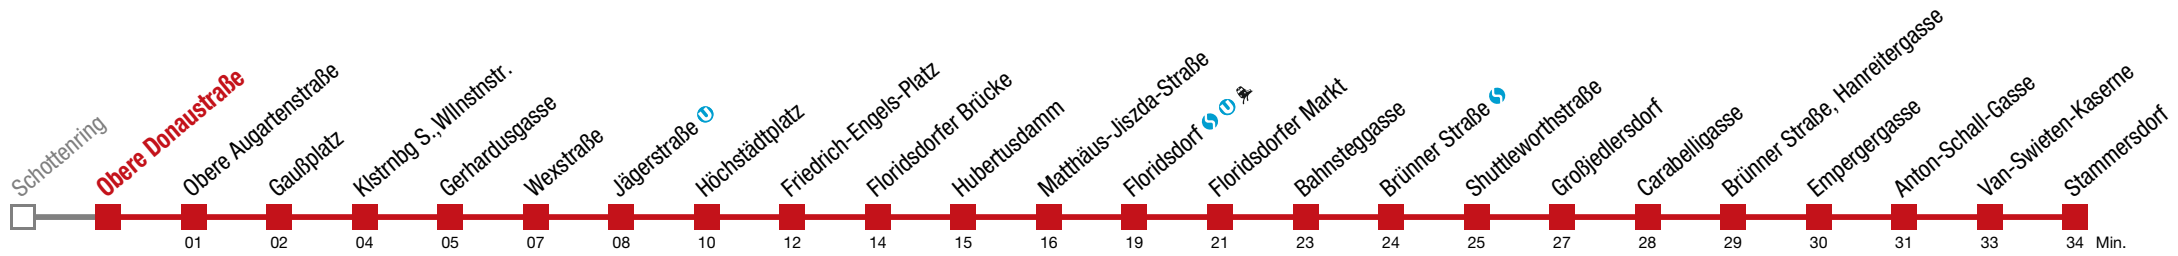 Schottenring
Obere Donaustraße
Obere Augartenstraße
Gaußplatz
Klstrnbg S.,Wllnstnstr.
Gerhardusgasse
Wexstraße
Jägerstraße U
Höchstädtplatz
Friedrich-Engels-Platz
Floridsdorfer Brücke
Hubertusdamm
Matthäus-Jiszda-Straße
Floridsdorf S U
Floridsdorfer Markt
Bahnsteggasse
Brünner Straße S
Shuttleworthstraße
Großjedlersdorf
Carabelligasse
Brünner Straße, Hanreitergasse
Empergergasse
Anton-Schall-Gasse
Van-Swieten-Kaserne
Stammersdorf
01 02 04 05 07 08 10 12 14 15 16 19 21 23 24 25 27 28 29 30 31 33 34 Min.